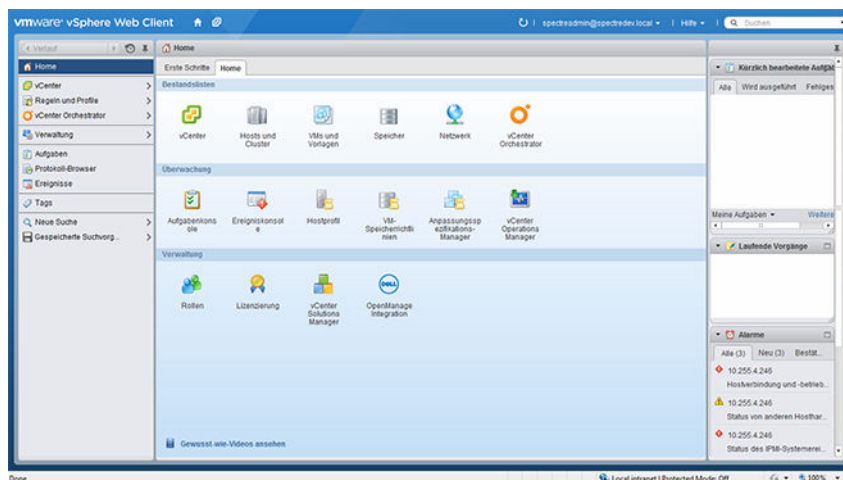 vmware® vSphere Web Client
spectreadmin@spectredev.local
Hilfe
Suchen
Verlauf
Home
vCenter
Regeln und Profile
vCenter Orchestrator
Verwaltung
Aufgaben
Protokoll-Browser
Ereignisse
Tags
Neue Suche
Gespeicherte Suchvorg...
Home
Erste Schritte Home
Bestandslisten
vCenter
Hosts und
Cluster
VMs und
Vorlagen
Speicher
Netzwerk
vCenter
Orchestrator
Überwachung
Aufgabenkons
ole
Ereigniskonsol
e
Hostprofil
VM-
Speicherrichtli
nien
Anpassungssp
ezifikations-
Manager
vCenter
Operations
Manager
Verwaltung
Rollen
Lizenzierung
vCenter
Solutions
Manager
DELL
OpenManage
Integration
Gewusst-wie-Videos ansehen
Kürzlich bearbeitete Aufgab
Alle Wird ausgeführt Fehlges
Meine Aufgaben Weitere
Laufende Vorgänge
Alarme
Alle (3) Neu (3) Bestät...
10.255.4.246
Hostverbindung und -betrieb...
10.255.4.246
Status von anderen Hosthar...
10.255.4.246
Status des IPMI-Systemerei...
Done
Local intranet | Protected Mode: Off
100%